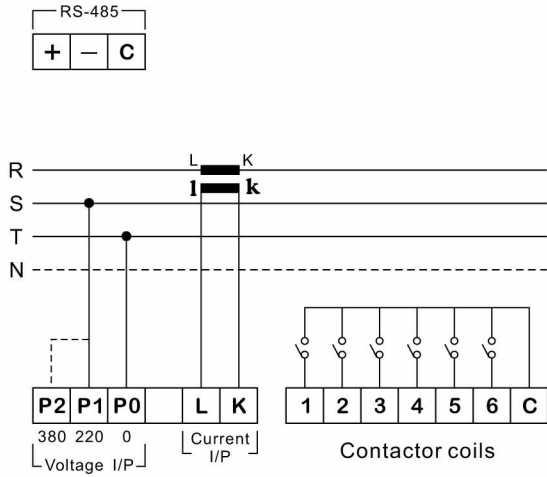 RS-485
+ — C
L K
R
l k
S
T
N
P2 P1 P0 L K 1 2 3 4 5 6 C
380 220 0 Current
Voltage I/P I/P
Contactor coils